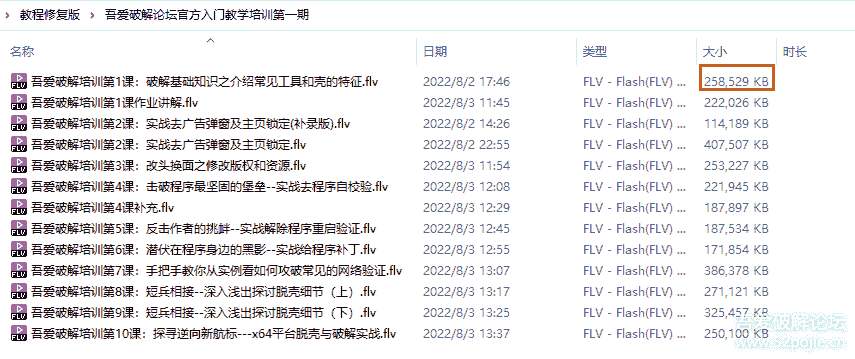 教程修复版 吾爱破解论坛官方入门教学培训第一期
名称 日期 类型 大小 时长
吾爱破解培训第1课：破解基础知识之介绍常见工具和壳的特征.flv 2022/8/2 17:46 FLV - Flash(FLV) ... 258,529 KB
吾爱破解培训第1课作业讲解.flv 2022/8/3 11:45 FLV - Flash(FLV) ... 222,026 KB
吾爱破解培训第2课：实战去广告弹窗及主页锁定(补录版).flv 2022/8/2 14:26 FLV - Flash(FLV) ... 114,189 KB
吾爱破解培训第2课：实战去广告弹窗及主页锁定.flv 2022/8/2 22:55 FLV - Flash(FLV) ... 407,507 KB
吾爱破解培训第3课：改头换面之修改版权和资源.flv 2022/8/3 11:54 FLV - Flash(FLV) ... 253,227 KB
吾爱破解培训第4课：击破程序最坚固的堡垒--实战去程序自校验.flv 2022/8/3 12:08 FLV - Flash(FLV) ... 221,945 KB
吾爱破解培训第4课补充.flv 2022/8/3 12:29 FLV - Flash(FLV) ... 187,897 KB
吾爱破解培训第5课：反击作者的挑衅--实战解除程序重启验证.flv 2022/8/3 12:45 FLV - Flash(FLV) ... 187,534 KB
吾爱破解培训第6课：潜伏在程序身边的黑影--实战给程序补丁.flv 2022/8/3 12:55 FLV - Flash(FLV) ... 171,854 KB
吾爱破解培训第7课：手把手教你从实例看如何攻破常见的网络验证.flv 2022/8/3 13:07 FLV - Flash(FLV) ... 386,378 KB
吾爱破解培训第8课：短兵相接--深入浅出探讨脱壳细节（上）.flv 2022/8/3 13:17 FLV - Flash(FLV) ... 271,121 KB
吾爱破解培训第9课：短兵相接--深入浅出探讨脱壳细节（下）.flv 2022/8/3 13:25 FLV - Flash(FLV) ... 325,457 KB
吾爱破解培训第10课：探寻逆向新航标---x64平台脱壳与破解实战.flv 2022/8/3 13:37 FLV - Flash(FLV) ... 250,100 KB
吾爱破解论坛
www.52pojie.cn